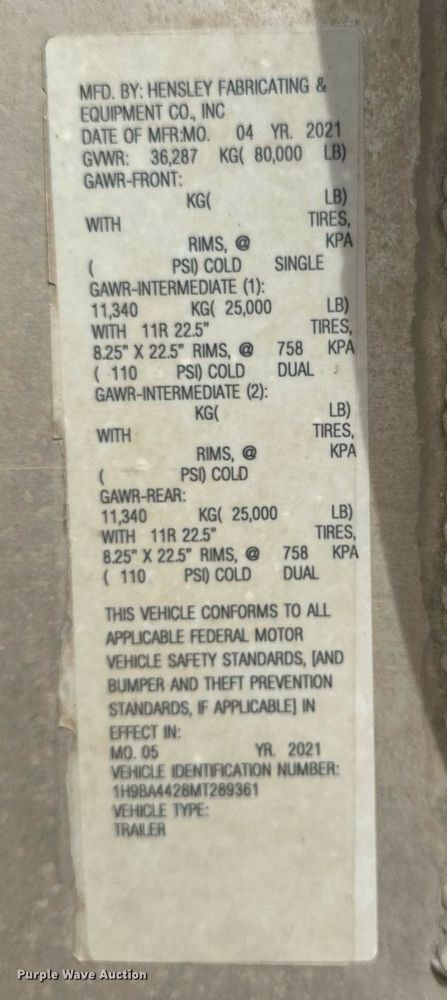 MFD. BY: HENSLEY FABRICATING &
EQUIPMENT CO., INC
DATE OF MFR:MO. 04 YR. 2021
GVWR: 36,287 KG( 80,000 LB)
GAWR-FRONT:
KG( LB)
WITH TIRES,
RIMS, @ KPA
( PSI) COLD SINGLE
GAWR-INTERMEDIATE (1):
11,340 KG( 25,000 LB)
WITH 11R 22.5" TIRES,
8.25" X 22.5" RIMS, @ 758 KPA
( 110 PSI) COLD DUAL
GAWR-INTERMEDIATE (2):
KG( LB)
WITH TIRES,
RIMS, @ KPA
( PSI) COLD
GAWR-REAR:
11,340 KG( 25,000 LB)
WITH 11R 22.5" TIRES,
8.25" X 22.5" RIMS, @ 758 KPA
( 110 PSI) COLD DUAL
THIS VEHICLE CONFORMS TO ALL
APPLICABLE FEDERAL MOTOR
VEHICLE SAFETY STANDARDS, [AND
BUMPER AND THEFT PREVENTION
STANDARDS, IF APPLICABLE] IN
EFFECT IN:
MO. 05 YR. 2021
VEHICLE IDENTIFICATION NUMBER:
1H9BA4428MT289361
VEHICLE TYPE:
TRAILER
Purple Wave Auction